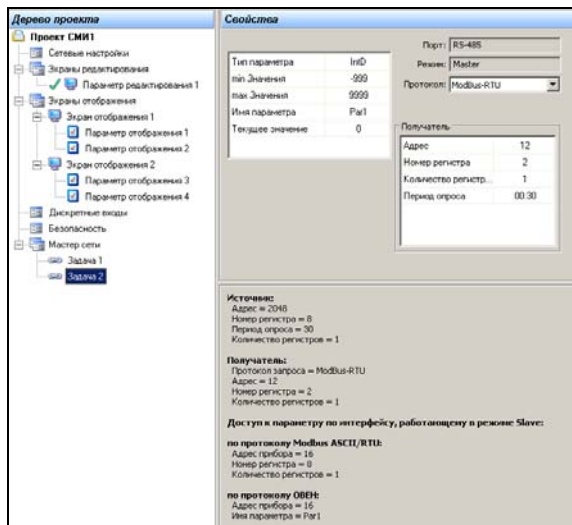 Дерево проекта
Проект СМИ1
Сетевые настройки
Экраны редактирования
Параметр редактирования 1
Экраны отображения
Экран отображения 1
Параметр отображения 1
Параметр отображения 2
Экран отображения 2
Параметр отображения 3
Параметр отображения 4
Дискретные входы
Безопасность
Мастер сети
Задача 1
Задача 2
Свойства
Тип параметра IntD
min Значения -999
max Значения 9999
Имя параметра Par1
Текущее значение 0
Порт: RS-485
Режим: Master
Протокол: ModBus-RTU
Получатель
Адрес 12
Номер регистра 2
Количество регистр... 1
Период опроса 00:30
Источник:
Адрес = 2048
Номер регистра = 8
Период опроса = 30
Количество регистров = 1
Получатель:
Протокол запроса = ModBus-RTU
Адрес = 12
Номер регистра = 2
Количество регистров = 1
Доступ к параметру по интерфейсу, работающему в режиме Slave:
по протоколу Modbus ASCII/RTU:
Адрес прибора = 16
Номер регистра = 8
Количество регистров = 1
по протоколу ОВЕН:
Адрес прибора = 16
Имя параметра = Par1